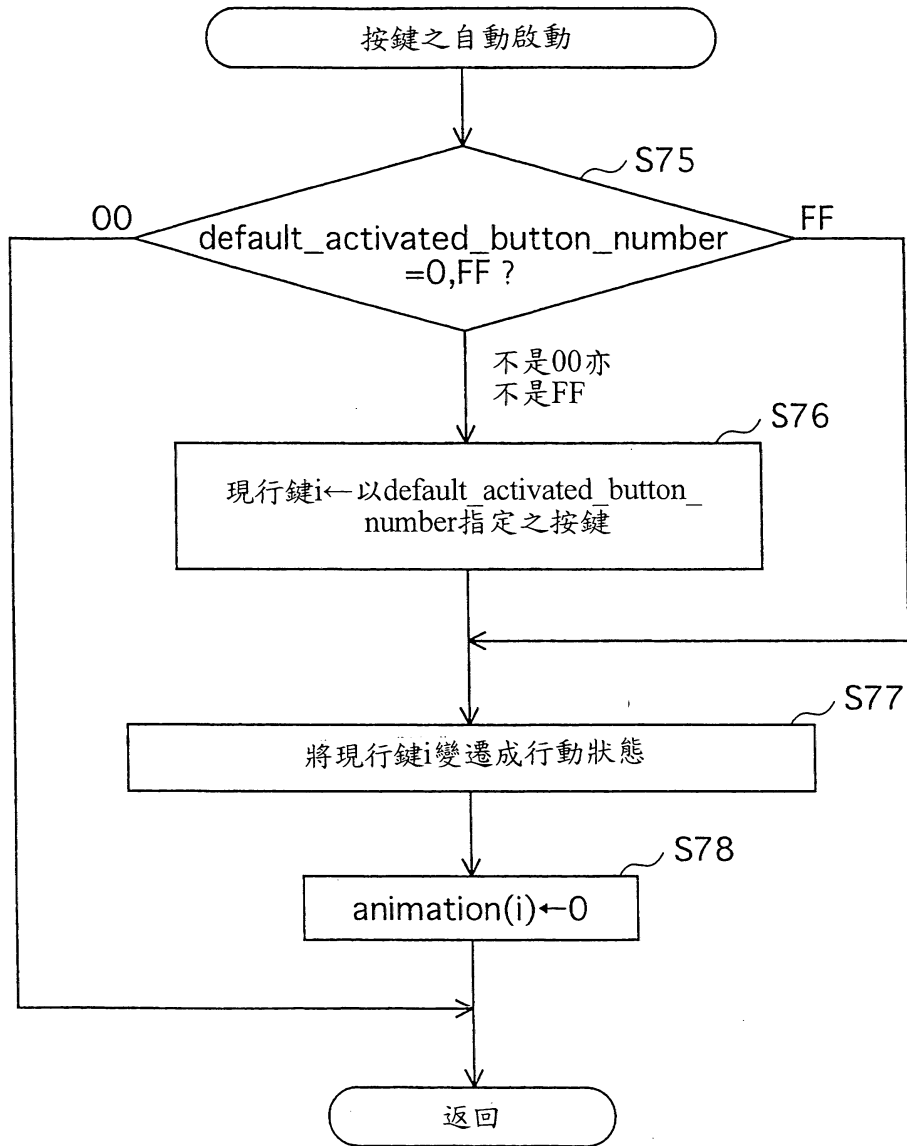 按鍵之自動啟動
S75
00
FF
default_activated_button_number
=0,FF ?
不是00亦
不是FF
S76
現行鍵i←以default_activated_button_
number指定之按鍵
S77
將現行鍵i變遷成行動狀態
S78
animation(i)←0
返回